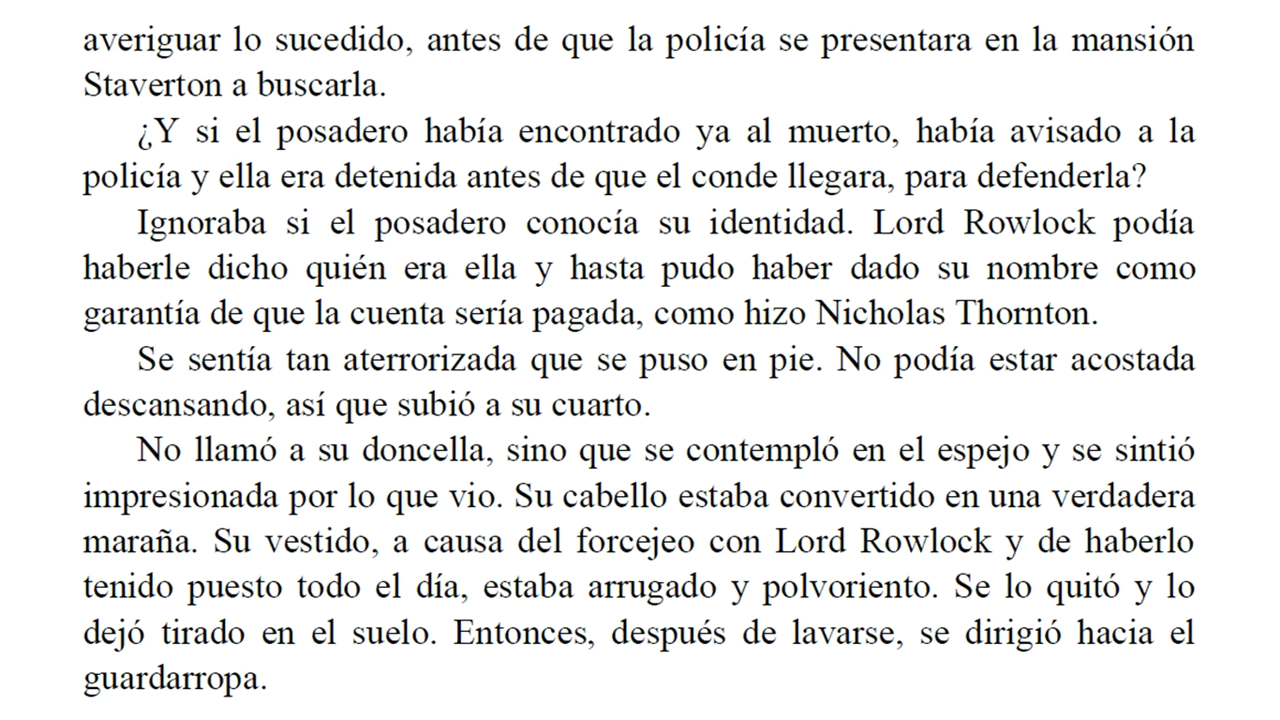 averiguar lo sucedido, antes de que la policía se presentara en la mansión
Staverton a buscarla.
¿Y si el posadero había encontrado ya al muerto, había avisado a la
policía y ella era detenida antes de que el conde llegara, para defenderla?
Ignoraba si el posadero conocía su identidad. Lord Rowlock podía
haberle dicho quién era ella y hasta pudo haber dado su nombre como
garantía de que la cuenta sería pagada, como hizo Nicholas Thornton.
Se sentía tan aterrorizada que se puso en pie. No podía estar acostada
descansando, así que subió a su cuarto.
No llamó a su doncella, sino que se contempló en el espejo y se sintió
impresionada por lo que vio. Su cabello estaba convertido en una verdadera
maraña. Su vestido, a causa del forcejeo con Lord Rowlock y de haberlo
tenido puesto todo el día, estaba arrugado y polvoriento. Se lo quitó y lo
dejó tirado en el suelo. Entonces, después de lavarse, se dirigió hacia el
guardarropa.